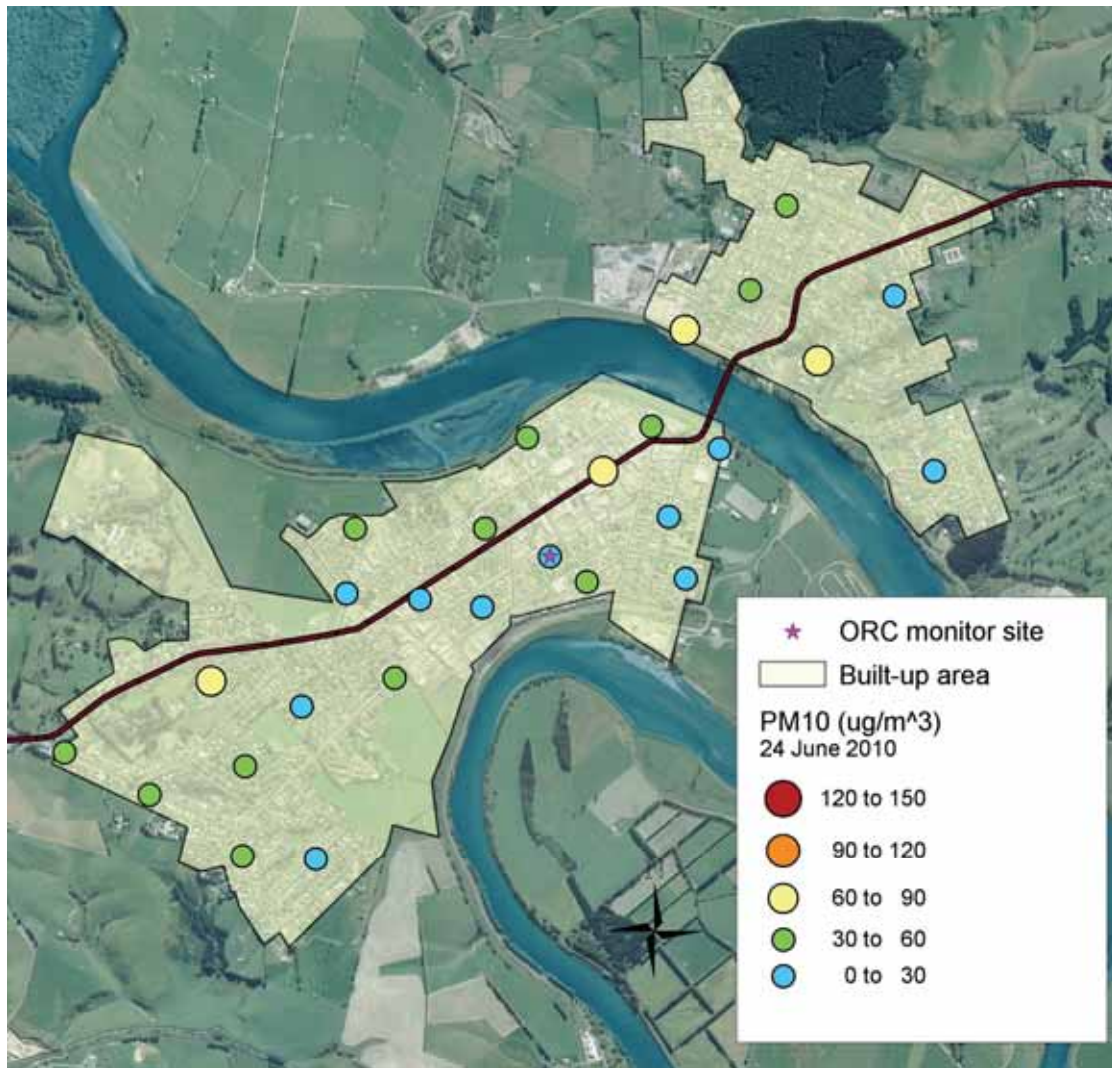 ORC monitor site
Built-up area
PM10 (ug/m^3)
24 June 2010
120 to 150
90 to 120
60 to 90
30 to 60
0 to 30